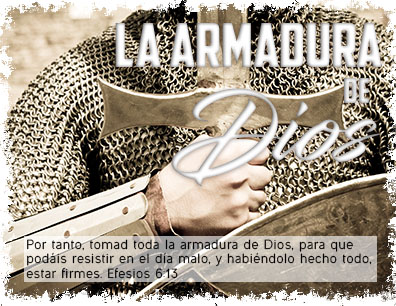 LA ARMADURA
DE
Dios
Por tanto, tomad toda la armadura de Dios, para que
podáis resistir en el día malo, y habiéndolo hecho todo,
estar firmes. Efesios 6:13